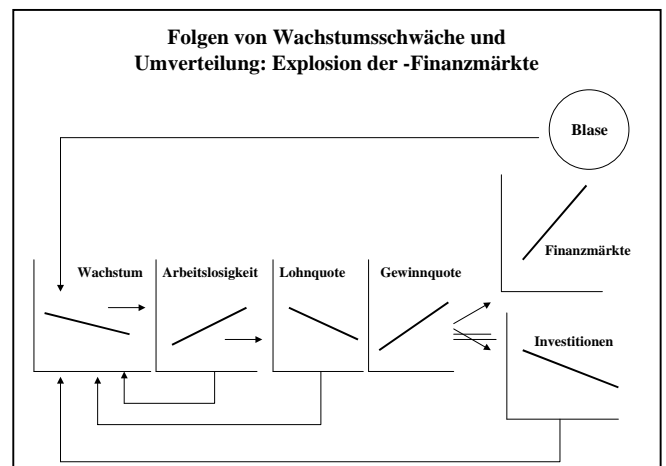 Folgen von Wachstumsschwäche und
Umverteilung: Explosion der -Finanzmärkte
Blase
Finanzmärkte
Wachstum
Arbeitslosigkeit
Lohnquote
Gewinnquote
Investitionen